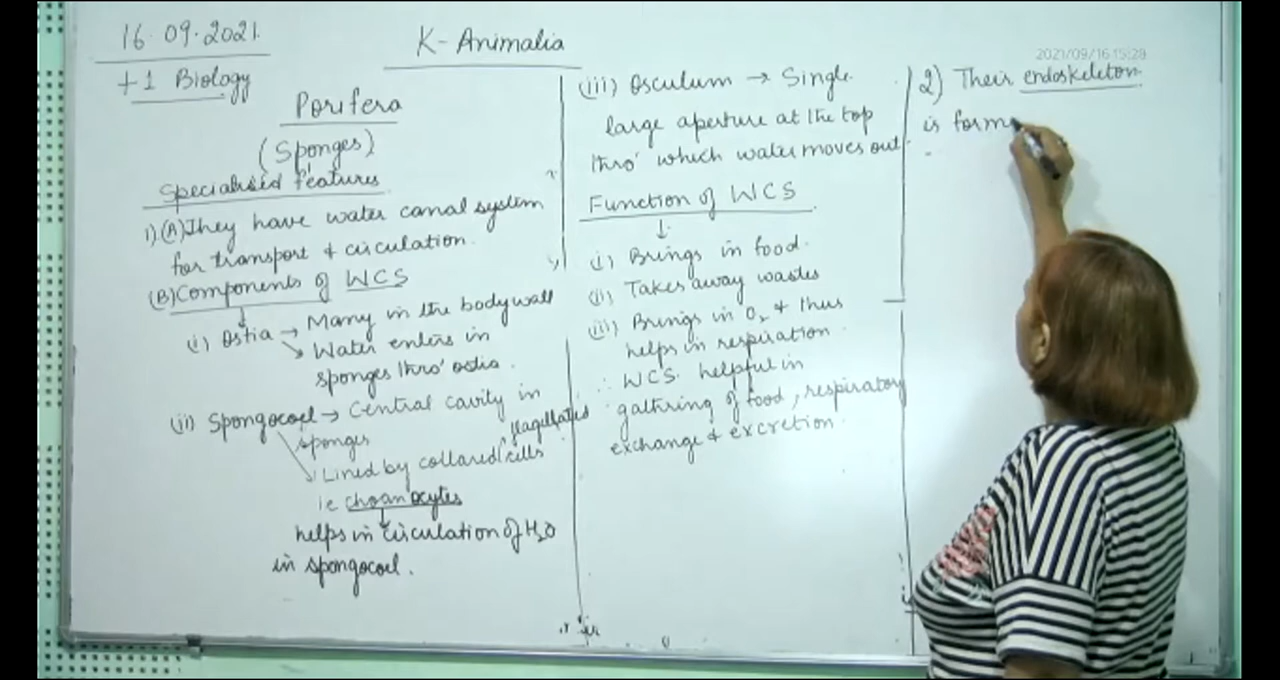 16.09.2021.
+1 Biology
K- Animalia
Porifera
(Sponges)
Specialised features
1).(A)They have water canal system
for transport & circulation.
(B)Components of WCS
(i) Ostia → Many in the bodywall
→ Water enters in
sponges thro' ostia.
(ii) Spongocoel → Central cavity in
sponges
flagellated
→ Lined by collared cells
ie choanocytes
helps in circulation of H2O
in spongocoel.
(iii) Osculum → Single
large aperture at the top
thro' which water moves out.
Function of WCS
↓
(i) Brings in food.
(ii) Takes away wastes
(iii) Brings in O2 & thus
helps in respiration.
∴ WCS helpful in
gathring of food, respiratory
exchange & excretion.
2021/09/16 15:28
2) Their endoskeleton
is form